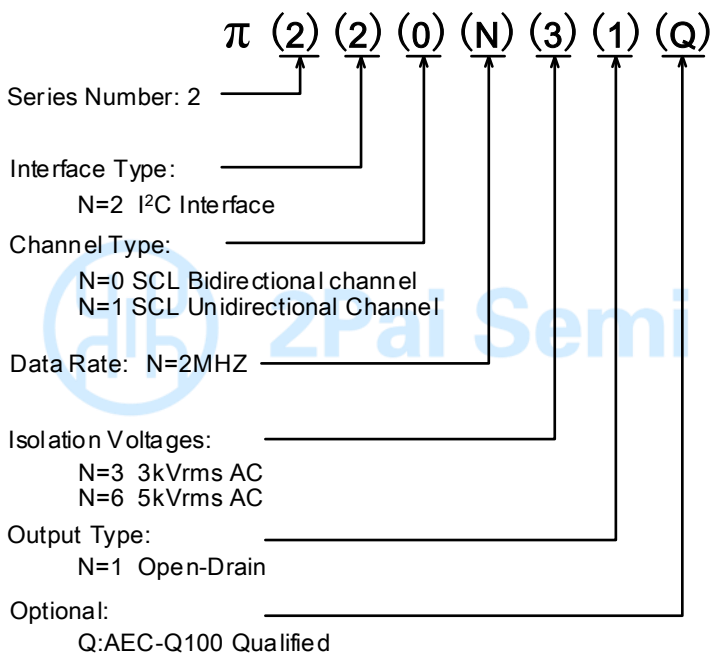 π (2) (2) (0) (N) (3) (1) (Q)
Series Number: 2
Interface Type:
N=2 I²C Interface
Channel Type:
N=0 SCL Bidirectional channel
N=1 SCL Unidirectional Channel
2Pai Semi
Data Rate: N=2MHZ
Isolation Voltages:
N=3 3kVrms AC
N=6 5kVrms AC
Output Type:
N=1 Open-Drain
Optional:
Q:AEC-Q100 Qualified